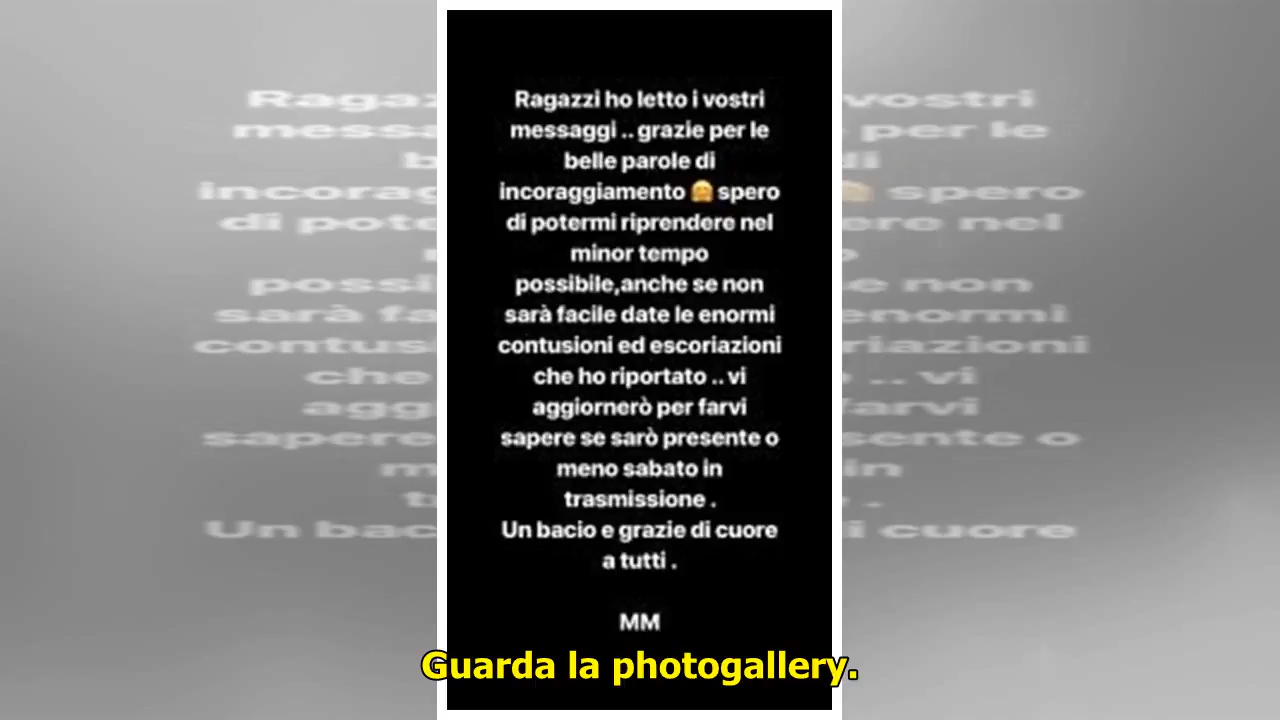 Ragazzi ho letto i vostri
messaggi .. grazie per le
belle parole di
incoraggiamento 🤗 spero
di potermi riprendere nel
minor tempo
possibile,anche se non
sarà facile date le enormi
contusioni ed escoriazioni
che ho riportato .. vi
aggiornerò per farvi
sapere se sarò presente o
meno sabato in
trasmissione .
Un bacio e grazie di cuore
a tutti .
MM
Guarda la photogallery.